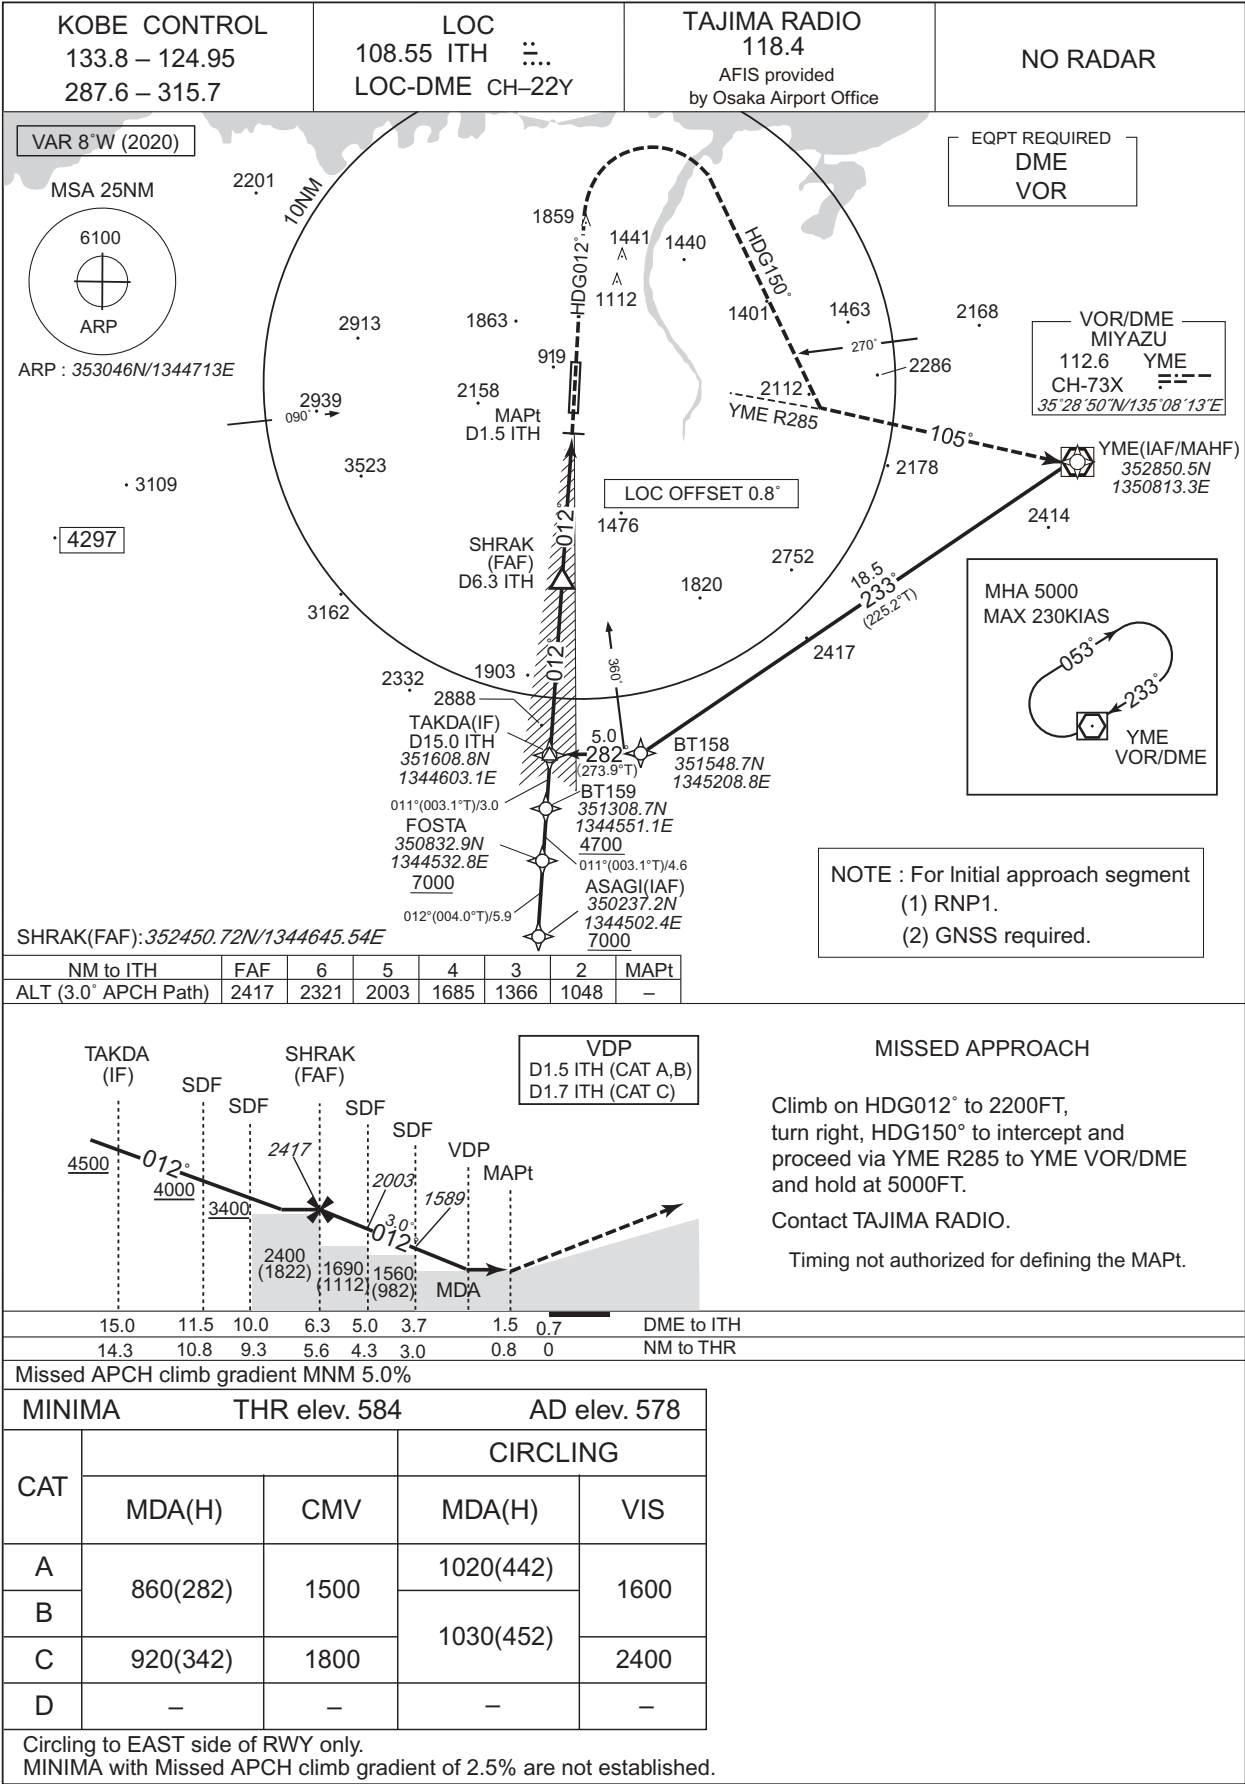 KOBE CONTROL
133.8 – 124.95
287.6 – 315.7
LOC
108.55 ITH
LOC-DME CH–22Y
TAJIMA RADIO
118.4
AFIS provided
by Osaka Airport Office
NO RADAR
VAR 8˚W (2020)
MSA 25NM
6100
ARP
ARP : 353046N/1344713E
EQPT REQUIRED
DME
VOR
2201
10NM
1859
1441
1440
1112
HDG012˚
HDG150˚
1401
1463
2168
2913
1863
919
270˚
2286
VOR/DME
MIYAZU
112.6 YME
CH-73X
35˚28´50˝N/135˚08´13˝E
2939
090˚
2158
MAPt
D1.5 ITH
2112
YME R285
105˚
YME(IAF/MAHF)
352850.5N
1350813.3E
3109
3523
2178
4297
LOC OFFSET 0.8˚
1476
2414
012˚
SHRAK
(FAF)
D6.3 ITH
2752
1820
3162
18.5
233˚
(225.2˚T)
MHA 5000
MAX 230KIAS
053˚
233˚
YME
VOR/DME
012˚
360˚
2417
1903
2332
2888
TAKDA(IF)
D15.0 ITH
351608.8N
1344603.1E
5.0
282˚
(273.9˚T)
BT158
351548.7N
1345208.8E
011°(003.1°T)/3.0
BT159
351308.7N
1344551.1E
4700
FOSTA
350832.9N
1344532.8E
7000
011°(003.1°T)/4.6
ASAGI(IAF)
350237.2N
1344502.4E
7000
012°(004.0°T)/5.9
NOTE : For Initial approach segment
(1) RNP1.
(2) GNSS required.
SHRAK(FAF):352450.72N/1344645.54E
NM to ITH FAF 6 5 4 3 2 MAPt
ALT (3.0˚ APCH Path) 2417 2321 2003 1685 1366 1048 –
TAKDA
(IF)
SDF
SDF
SHRAK
(FAF)
SDF
SDF
VDP
MAPt
VDP
D1.5 ITH (CAT A,B)
D1.7 ITH (CAT C)
4500
012˚
4000
3400
2417
2003
1589
3.0˚
012˚
2400
(1822)
1690
(1112)
1560
(982)
MDA
15.0 11.5 10.0 6.3 5.0 3.7 1.5 0.7 DME to ITH
14.3 10.8 9.3 5.6 4.3 3.0 0.8 0 NM to THR
MISSED APPROACH
Climb on HDG012˚ to 2200FT,
turn right, HDG150° to intercept and
proceed via YME R285 to YME VOR/DME
and hold at 5000FT.
Contact TAJIMA RADIO.
Timing not authorized for defining the MAPt.
Missed APCH climb gradient MNM 5.0%
MINIMA THR elev. 584 AD elev. 578
CAT CIRCLING
MDA(H) CMV MDA(H) VIS
A 860(282) 1500 1020(442) 1600
B 1030(452)
C 920(342) 1800 2400
D – – – –
Circling to EAST side of RWY only.
MINIMA with Missed APCH climb gradient of 2.5% are not established.